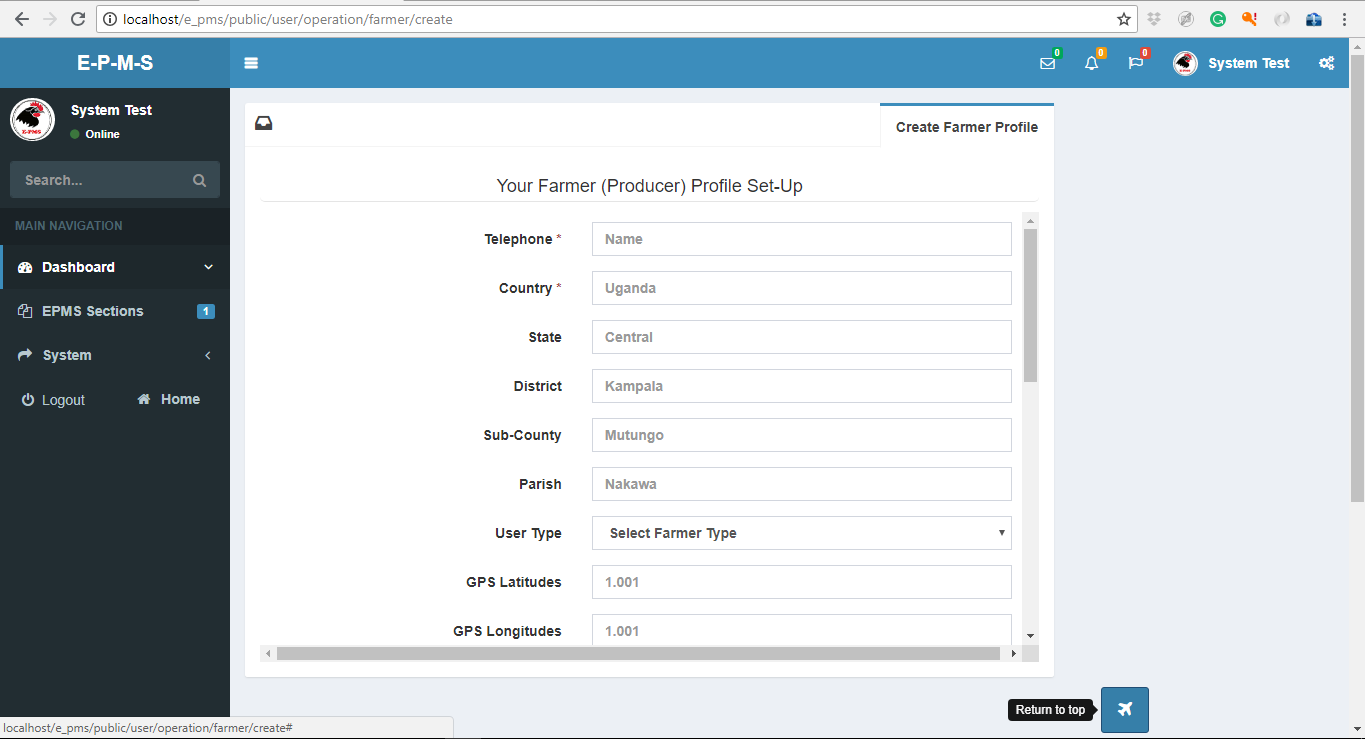 localhost/e_pms/public/user/operation/farmer/create
E-P-M-S
0
0
0
System Test
E-PMS
System Test
Online
Search...
MAIN NAVIGATION
Dashboard
EPMS Sections
1
System
Logout
Home
Create Farmer Profile
Your Farmer (Producer) Profile Set-Up
Telephone *
Name
Country *
Uganda
State
Central
District
Kampala
Sub-County
Mutungo
Parish
Nakawa
User Type
Select Farmer Type
GPS Latitudes
1.001
GPS Longitudes
1.001
Return to top
localhost/e_pms/public/user/operation/farmer/create#